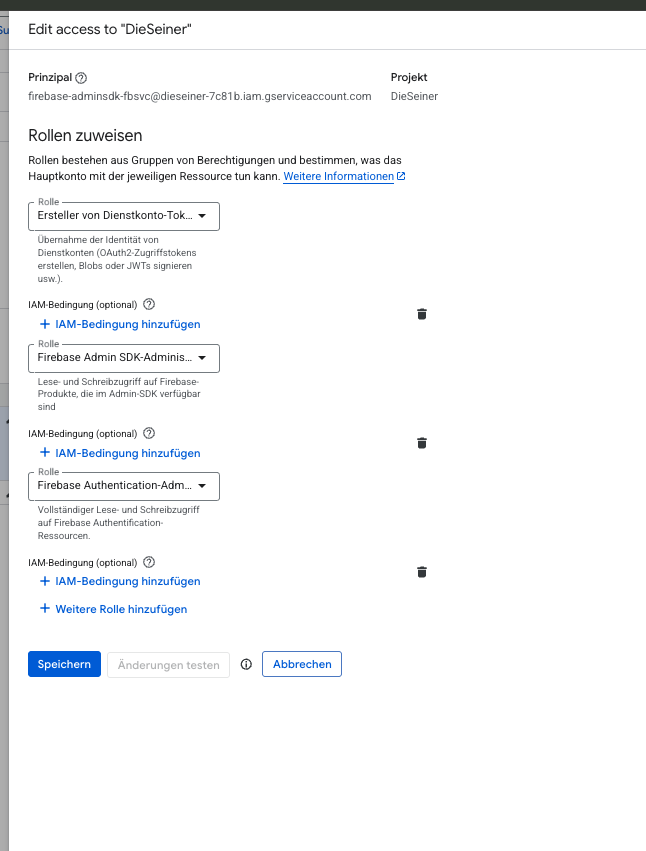 Su
Edit access to "DieSeiner"
Prinzipal
Projekt
firebase-adminsdk-fbsvc@dieseiner-7c81b.iam.gserviceaccount.com
DieSeiner
Rollen zuweisen
Rollen bestehen aus Gruppen von Berechtigungen und bestimmen, was das
Hauptkonto mit der jeweiligen Ressource tun kann. Weitere Informationen
Rolle
Ersteller von Dienstkonto-Tok...
Übernahme der Identität von
Dienstkonten (OAuth2-Zugriffstokens
erstellen, Blobs oder JWTs signieren
usw.).
IAM-Bedingung (optional)
+ IAM-Bedingung hinzufügen
Rolle
Firebase Admin SDK-Adminis...
Lese- und Schreibzugriff auf Firebase-
Produkte, die im Admin-SDK verfügbar
sind
IAM-Bedingung (optional)
+ IAM-Bedingung hinzufügen
Rolle
Firebase Authentication-Adm...
Vollständiger Lese- und Schreibzugriff
auf Firebase Authentification-
Ressourcen.
IAM-Bedingung (optional)
+ IAM-Bedingung hinzufügen
+ Weitere Rolle hinzufügen
Speichern
Änderungen testen
Abbrechen